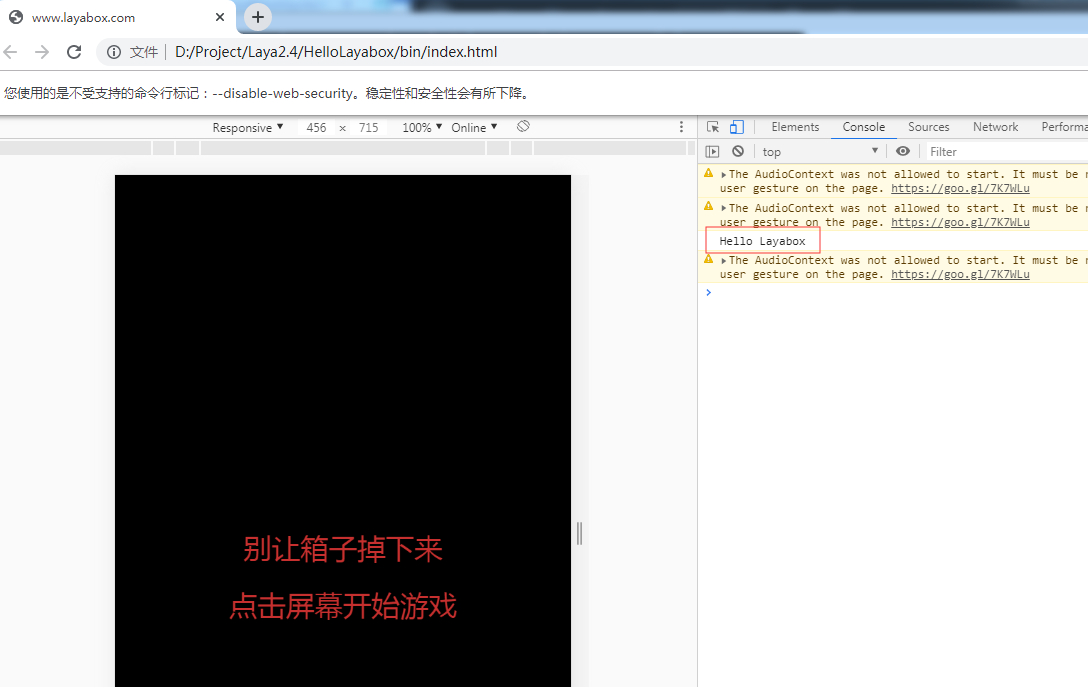 www.layabox.com
文件 D:/Project/Laya2.4/HelloLayabox/bin/index.html
您使用的是不受支持的命令行标记：--disable-web-security。稳定性和安全性会有所下降。
Responsive 456 x 715 100% Online
Elements Console Sources Network Performa
top Filter
The AudioContext was not allowed to start. It must be
user gesture on the page. https://goo.gl/7K7WLu
The AudioContext was not allowed to start. It must be
user gesture on the page. https://goo.gl/7K7WLu
Hello Layabox
The AudioContext was not allowed to start. It must be
user gesture on the page. https://goo.gl/7K7WLu
别让箱子掉下来
点击屏幕开始游戏